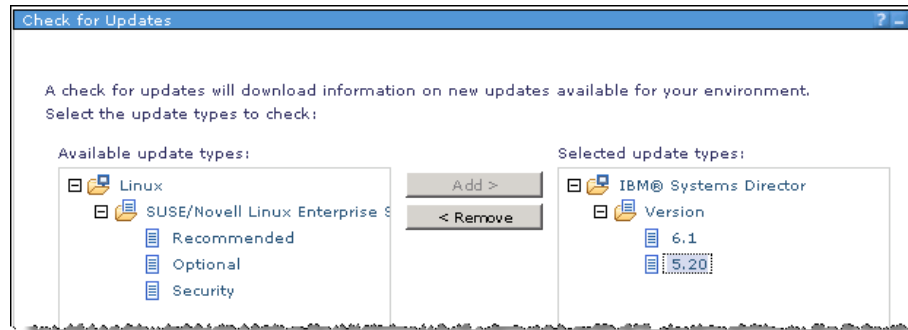 Check for Updates ? –
A check for updates will download information on new updates available for your environment.
Select the update types to check:
Available update types:
Linux
SUSE/Novell Linux Enterprise S
Recommended
Optional
Security
Add >
< Remove
Selected update types:
IBM® Systems Director
Version
6.1
5.20